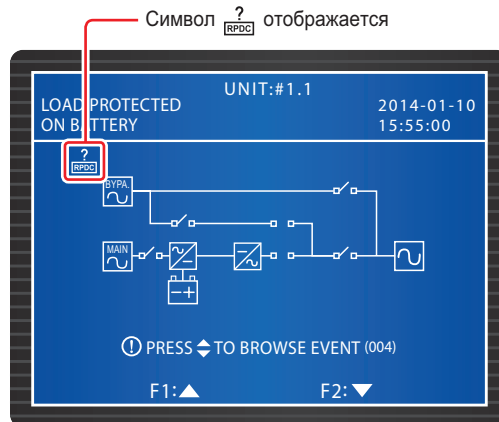 Символ ? RPDC отображается
UNIT:#1.1
LOAD PROTECTED
ON BATTERY
2014-01-10
15:55:00
?
RPDC
BYPA.
MAIN
! PRESS TO BROWSE EVENT (004)
F1: ▲ F2: ▼